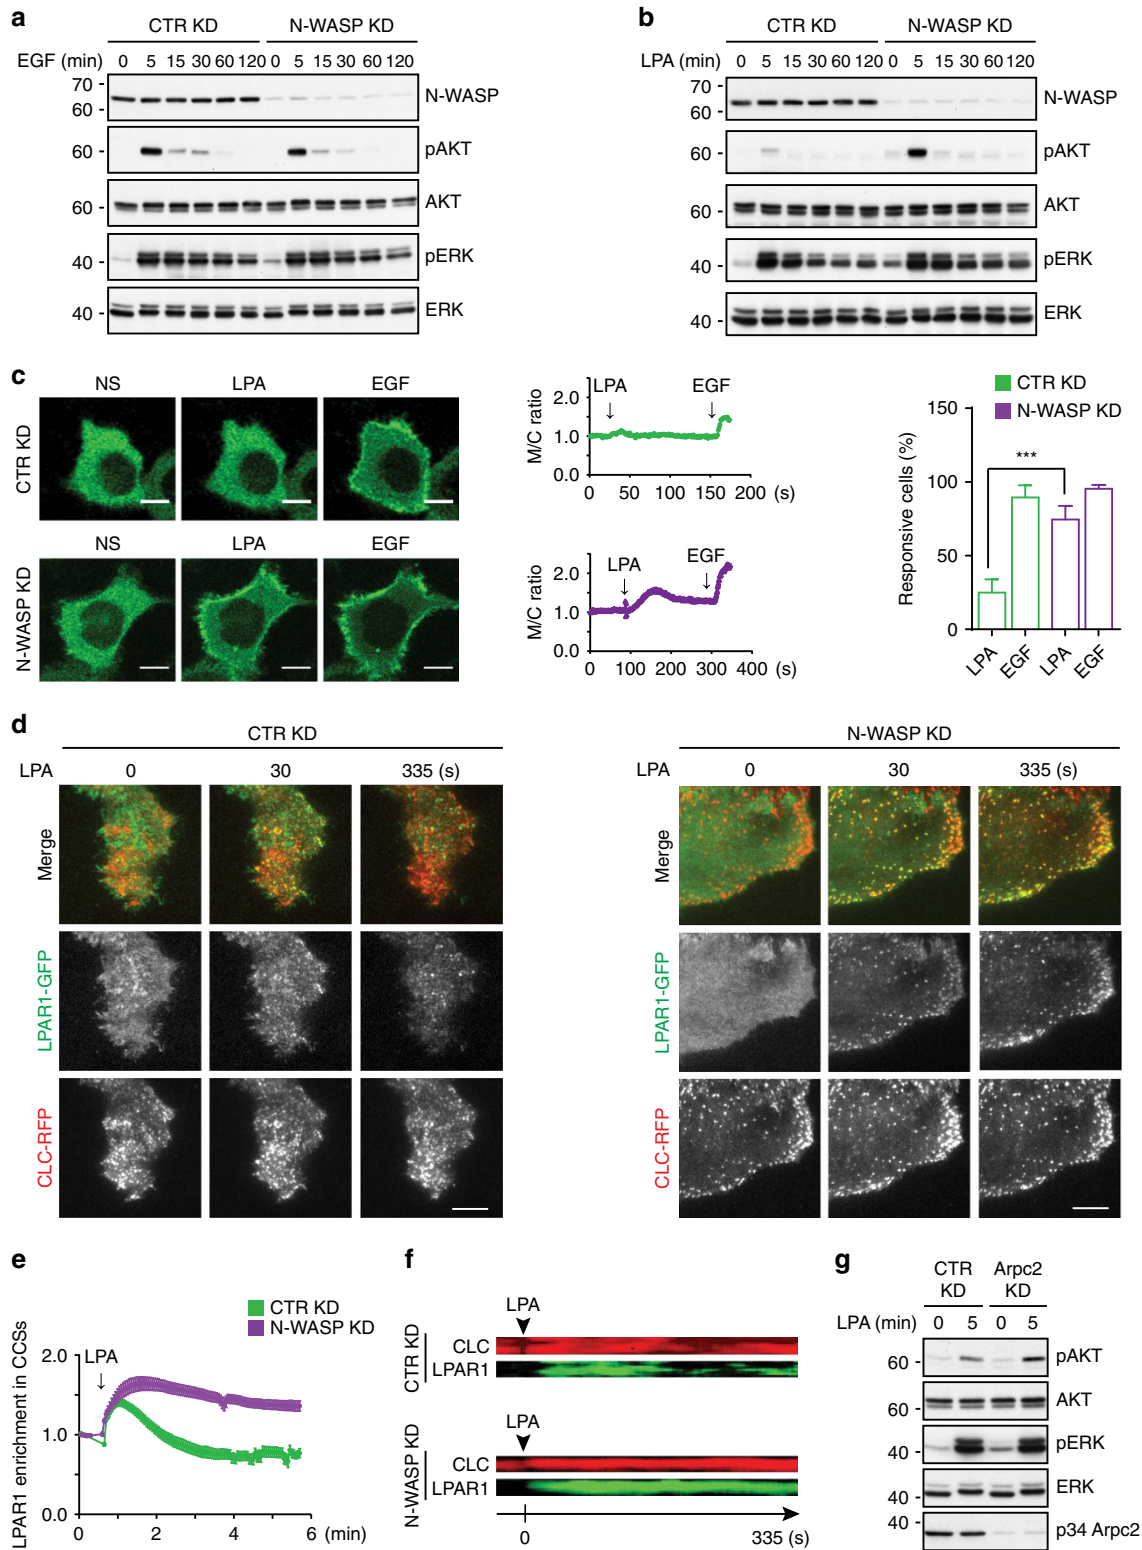 a
CTR KD N-WASP KD
EGF (min) 0 5 15 30 60 120 0 5 15 30 60 120
70 -
60 -
N-WASP
60 -
pAKT
60 -
AKT
40 -
pERK
40 -
ERK
b
CTR KD N-WASP KD
LPA (min) 0 5 15 30 60 120 0 5 15 30 60 120
70 -
60 -
N-WASP
60 -
pAKT
60 -
AKT
40 -
pERK
40 -
ERK
c
NS LPA EGF
CTR KD
NS LPA EGF
N-WASP KD
LPA EGF
M/C ratio
2.0
1.0
0.0
0 50 100 150 200 (s)
LPA EGF
M/C ratio
2.0
1.0
0.0
0 100 200 300 400 (s)
CTR KD
N-WASP KD
Responsive cells (%)
150
100
50
0
***
LPA EGF LPA EGF
d
CTR KD
LPA 0 30 335 (s)
Merge
LPAR1-GFP
CLC-RFP
N-WASP KD
LPA 0 30 335 (s)
Merge
LPAR1-GFP
CLC-RFP
e
CTR KD
N-WASP KD
LPAR1 enrichment in CCSs
2.0
1.0
0.0
LPA
0 2 4 6 (min)
f
LPA
CTR KD
CLC
LPAR1
LPA
N-WASP KD
CLC
LPAR1
0 335 (s)
g
CTR KD Arpc2 KD
LPA (min) 0 5 0 5
60 -
pAKT
60 -
AKT
40 -
pERK
40 -
ERK
40 -
p34 Arpc2